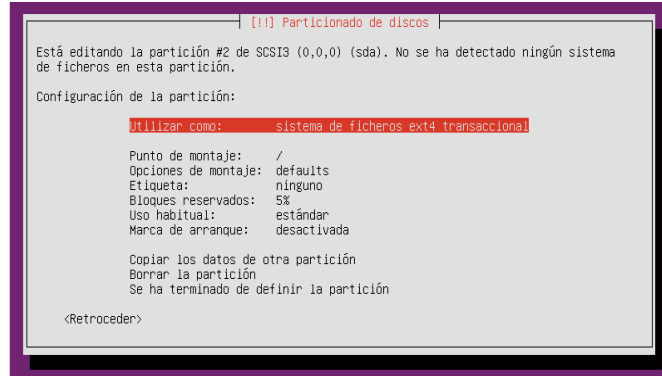 [!!] Particionado de discos
Está editando la partición #2 de SCSI3 (0,0,0) (sda). No se ha detectado ningún sistema
de ficheros en esta partición.
Configuración de la partición:
Utilizar como: sistema de ficheros ext4 transaccional
Punto de montaje: /
Opciones de montaje: defaults
Etiqueta: ninguno
Bloques reservados: 5%
Uso habitual: estándar
Marca de arranque: desactivada
Copiar los datos de otra partición
Borrar la partición
Se ha terminado de definir la partición
<Retroceder>